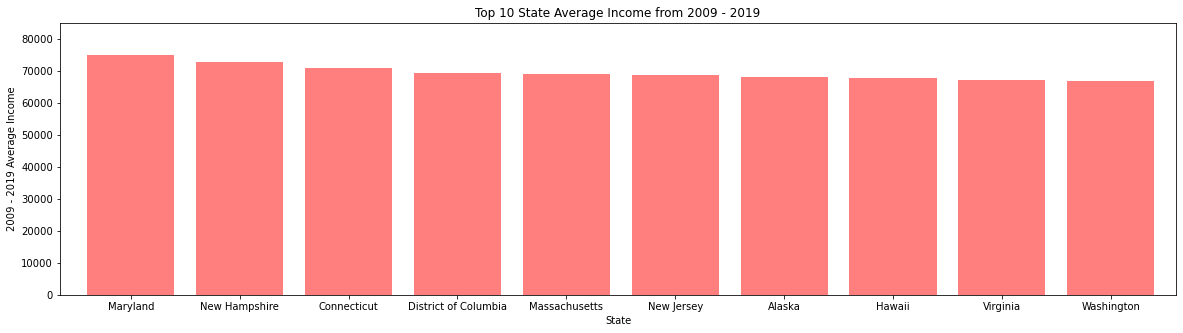 Top 10 State Average Income from 2009 - 2019
2009 - 2019 Average Income
80000
70000
60000
50000
40000
30000
20000
10000
0
Maryland New Hampshire Connecticut District of Columbia Massachusetts New Jersey Alaska Hawaii Virginia Washington
State